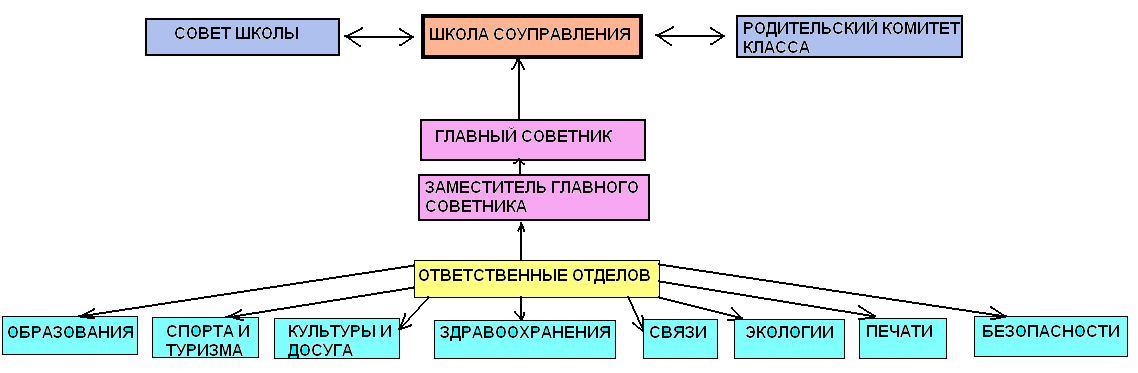 СОВЕТ ШКОЛЫ
ШКОЛА СОУПРАВЛЕНИЯ
РОДИТЕЛЬСКИЙ КОМИТЕТ
КЛАССА
ГЛАВНЫЙ СОВЕТНИК
ЗАМЕСТИТЕЛЬ ГЛАВНОГО
СОВЕТНИКА
ОТВЕТСТВЕННЫЕ ОТДЕЛОВ
ОБРАЗОВАНИЯ
СПОРТА И
ТУРИЗМА
КУЛЬТУРЫ И
ДОСУГА
ЗДРАВООХРАНЕНИЯ
СВЯЗИ
ЭКОЛОГИИ
ПЕЧАТИ
БЕЗОПАСНОСТИ